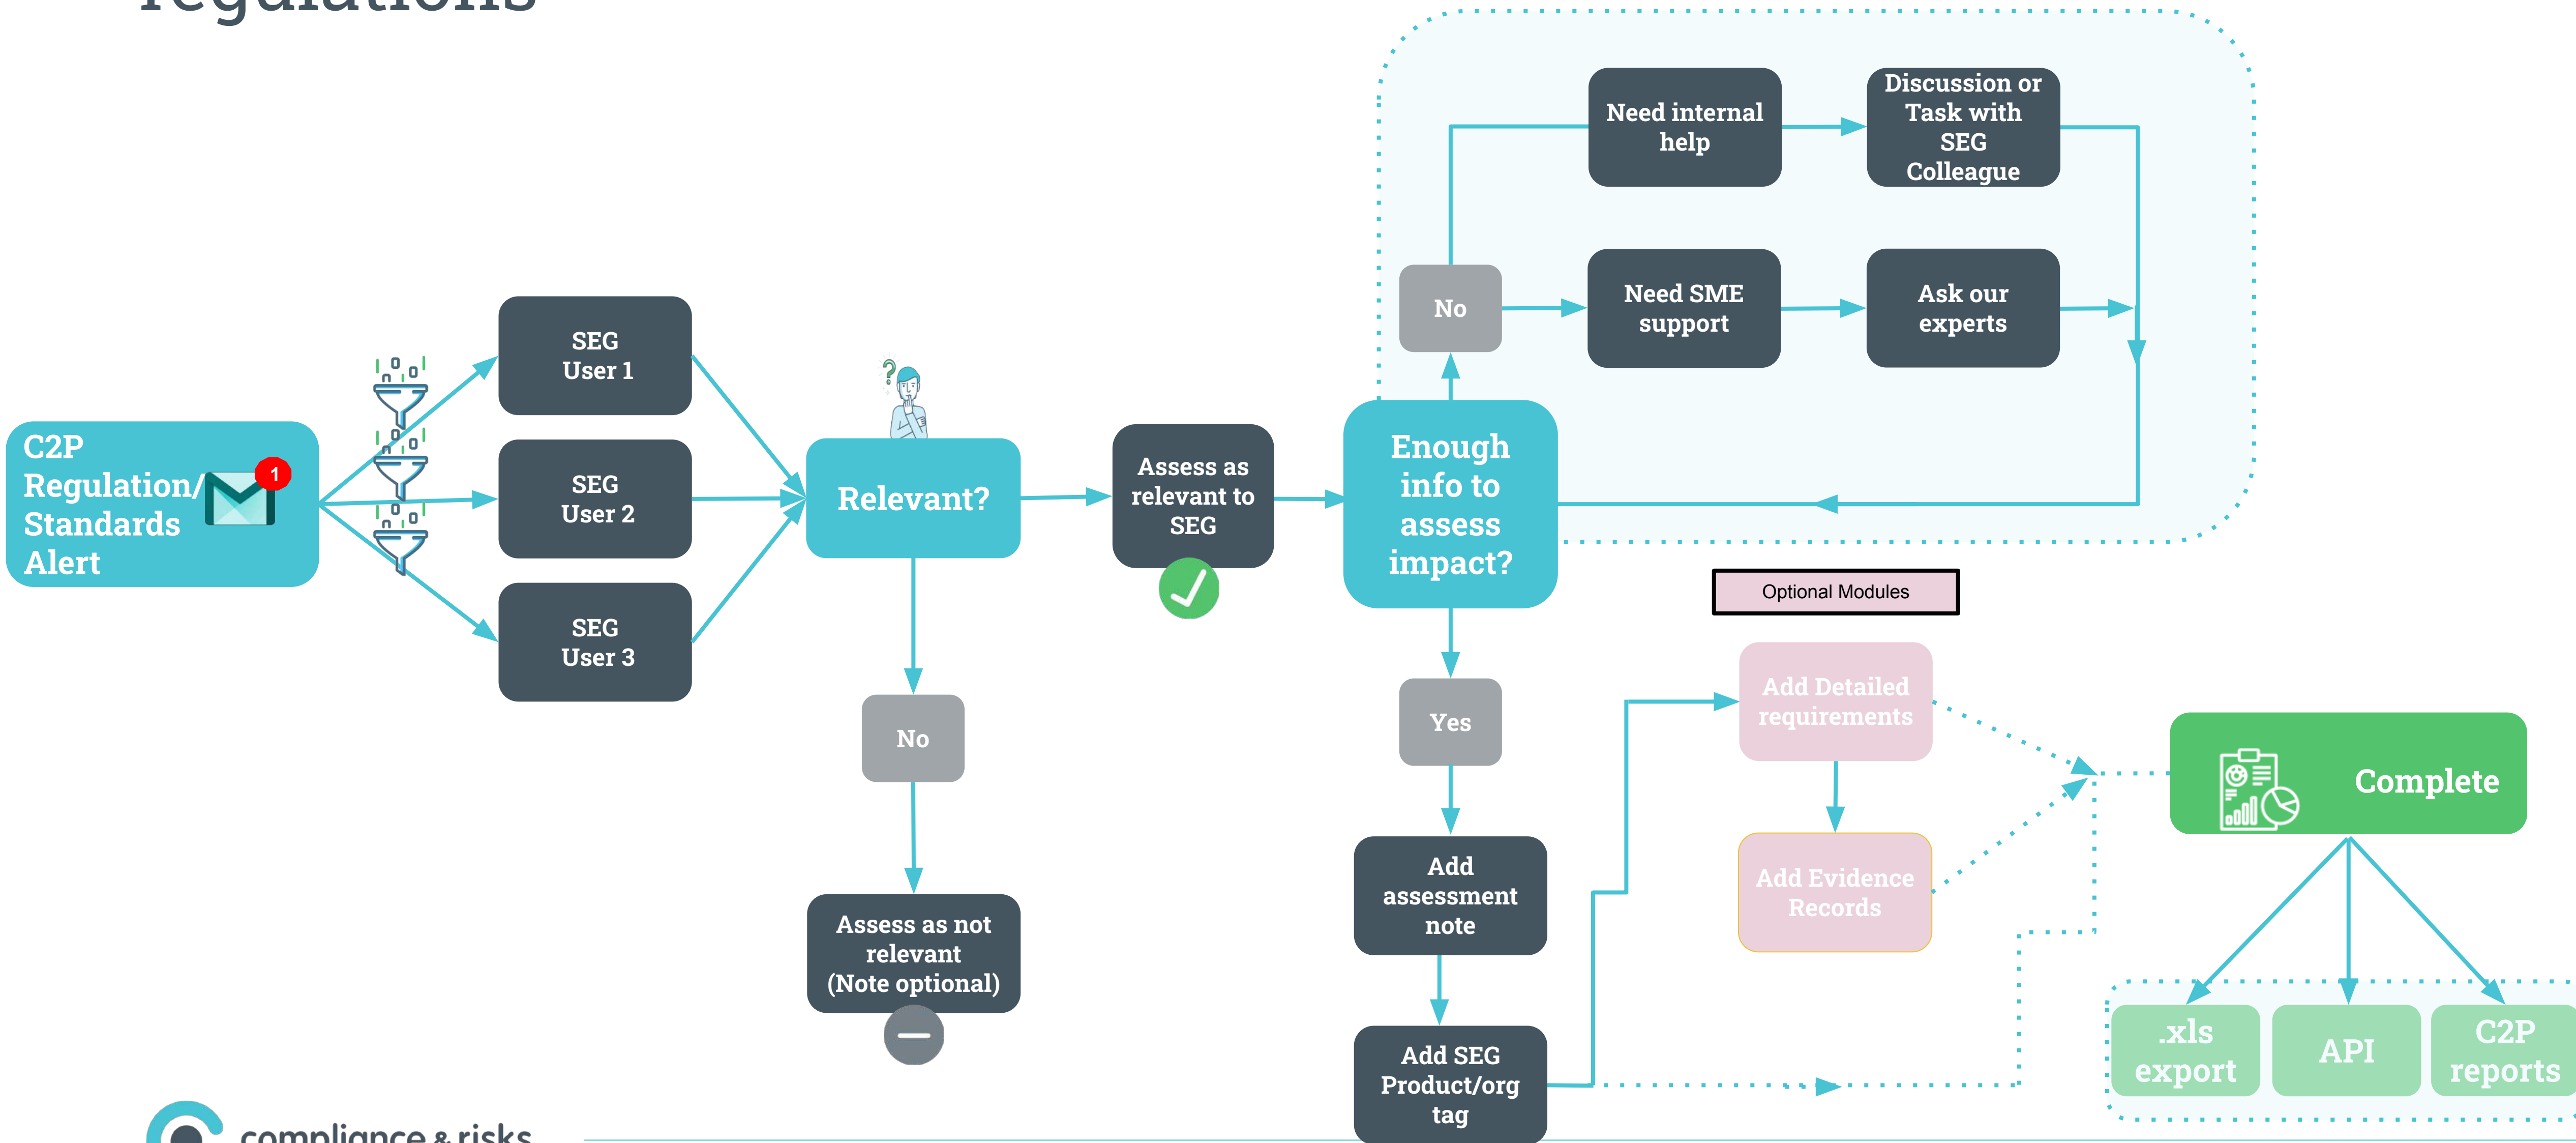 regulations
C2P
Regulation/
Standards
Alert
1
SEG
User 1
SEG
User 2
SEG
User 3
Relevant?
No
Assess as not
relevant
(Note optional)
Assess as
relevant to
SEG
Enough
info to
assess
impact?
No
Need internal
help
Discussion or
Task with
SEG
Colleague
Need SME
support
Ask our
experts
Yes
Add
assessment
note
Add SEG
Product/org
tag
Optional Modules
Add Detailed
requirements
Add Evidence
Records
Complete
.xls
export
API
C2P
reports
compliance & risks